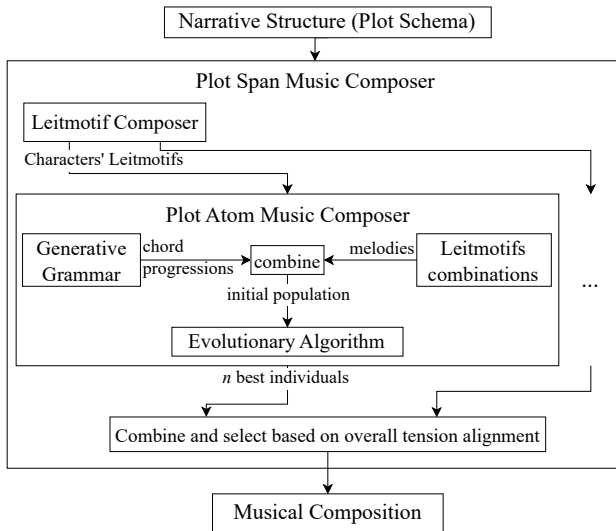 Narrative Structure (Plot Schema)
Plot Span Music Composer
Leitmotif Composer
Characters' Leitmotifs
Plot Atom Music Composer
Generative
Grammar
chord
progressions
combine
melodies
Leitmotifs
combinations
initial population
...
Evolutionary Algorithm
n best individuals
Combine and select based on overall tension alignment
Musical Composition